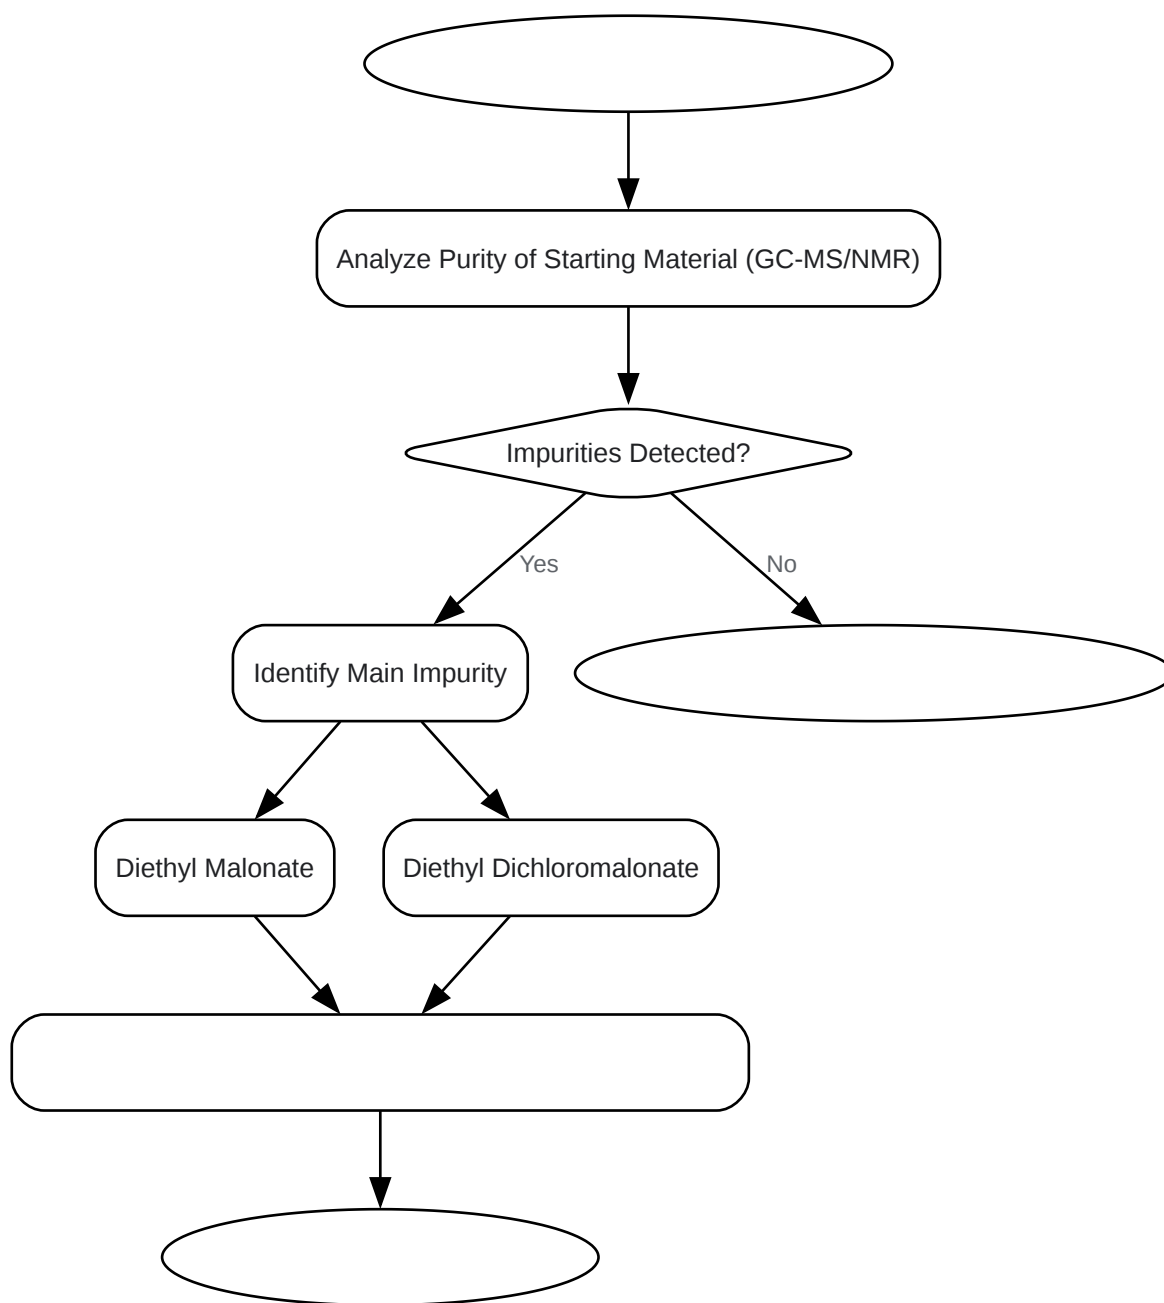 Analyze Purity of Starting Material (GC-MS/NMR)
Impurities Detected?
Yes
No
Identify Main Impurity
Diethyl Malonate
Diethyl Dichloromalonate